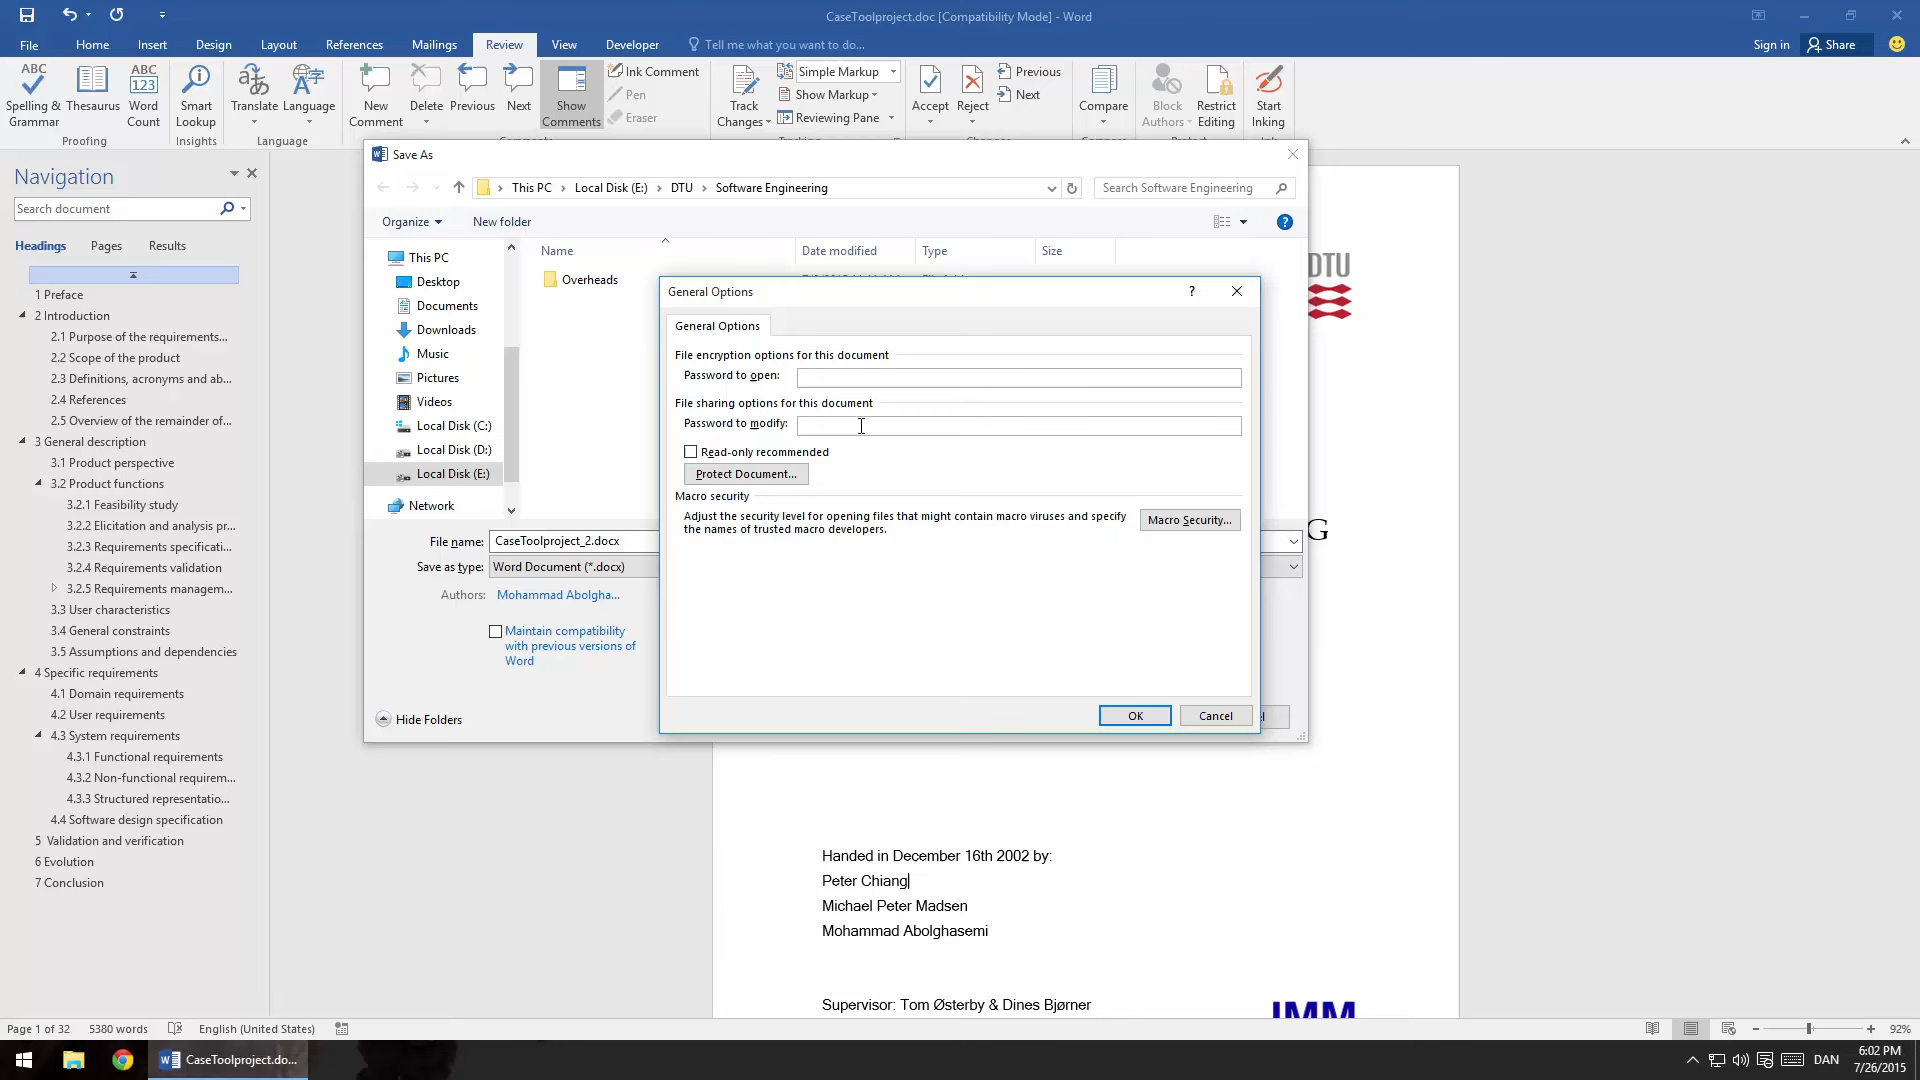 CaseToolproject.doc [Compatibility Mode] - Word
File Home Insert Design Layout References Mailings Review View Developer Tell me what you want to do... Sign in Share
ABC Spelling & Grammar
Thesaurus
ABC 123 Word Count
Smart Lookup
Translate
Language
New Comment
Delete
Previous
Next
Show Comments
Ink Comment
Pen
Eraser
Track Changes
Simple Markup
Show Markup
Reviewing Pane
Accept
Reject
Previous
Next
Compare
Block Authors
Restrict Editing
Start Inking
Proofing Insights Language
Navigation
Search document
Headings Pages Results
1 Preface
2 Introduction
2.1 Purpose of the requirements...
2.2 Scope of the product
2.3 Definitions, acronyms and ab...
2.4 References
2.5 Overview of the remainder of...
3 General description
3.1 Product perspective
3.2 Product functions
3.2.1 Feasibility study
3.2.2 Elicitation and analysis pr...
3.2.3 Requirements specificati...
3.2.4 Requirements validation
3.2.5 Requirements managem...
3.3 User characteristics
3.4 General constraints
3.5 Assumptions and dependencies
4 Specific requirements
4.1 Domain requirements
4.2 User requirements
4.3 System requirements
4.3.1 Functional requirements
4.3.2 Non-functional requirem...
4.3.3 Structured representatio...
4.4 Software design specification
5 Validation and verification
6 Evolution
7 Conclusion
Save As
This PC Local Disk (E:) DTU Software Engineering
Search Software Engineering
Organize New folder
This PC
Desktop
Documents
Downloads
Music
Pictures
Videos
Local Disk (C:)
Local Disk (D:)
Local Disk (E:)
Network
Name Date modified Type Size
Overheads
File name: CaseToolproject_2.docx
Save as type: Word Document (*.docx)
Authors: Mohammad Abolgha...
Maintain compatibility
with previous versions of
Word
Hide Folders
General Options
General Options
File encryption options for this document
Password to open:
File sharing options for this document
Password to modify:
Read-only recommended
Protect Document...
Macro security
Adjust the security level for opening files that might contain macro viruses and specify
the names of trusted macro developers.
Macro Security...
OK Cancel
DTU
G
Handed in December 16th 2002 by:
Peter Chiang
Michael Peter Madsen
Mohammad Abolghasemi
Supervisor: Tom Østerby & Dines Bjørner
IMM
Page 1 of 32 5380 words English (United States) 92%
CaseToolproject.do...
DAN
6:02 PM
7/26/2015